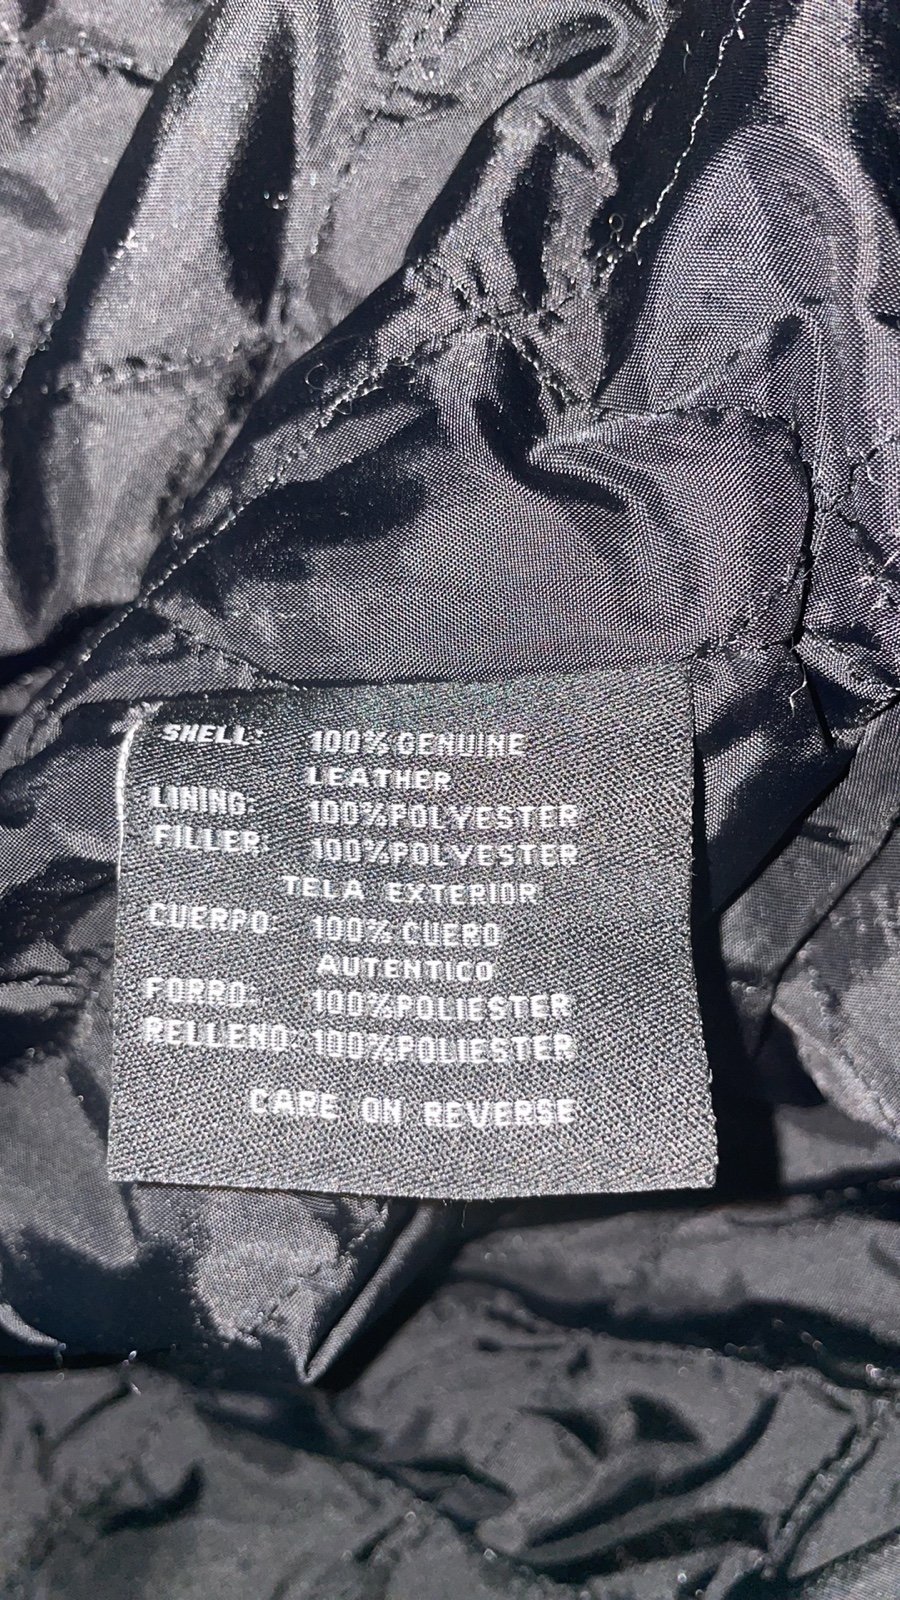 SHELL: 100% GENUINE
LEATHER
LINING: 100% POLYESTER
FILLER: 100% POLYESTER
TELA EXTERIOR
CUERPO: 100% CUERO
AUTENTICO
FORRO: 100% POLIESTER
RELLENO: 100% POLIESTER
CARE ON REVERSE